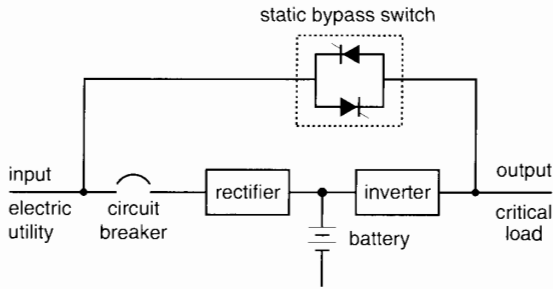 static bypass switch
input
electric
utility
circuit
breaker
rectifier
battery
inverter
output
critical
load